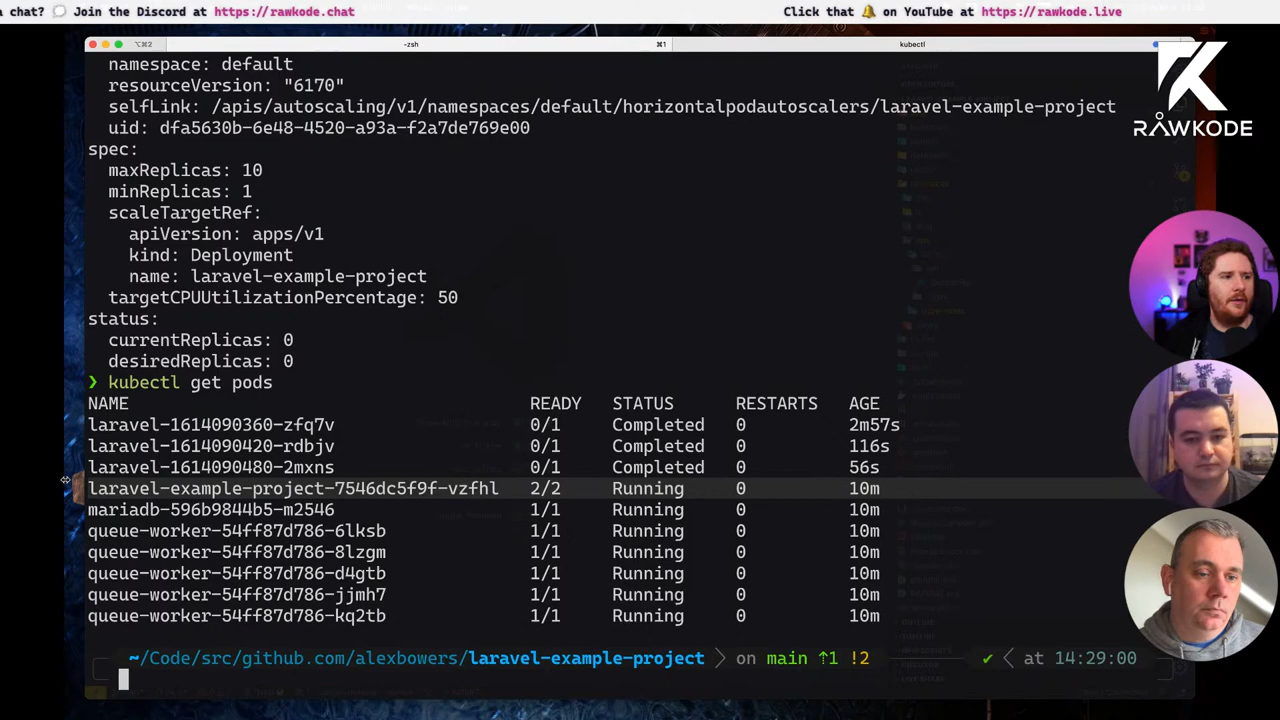 a chat? 💬 Join the Discord at https://rawkode.chat
Click that 🔔 on YouTube at https://rawkode.live
⌥⌘2
-zsh
⌘1
kubectl
RAWKODE
namespace: default
resourceVersion: "6170"
selfLink: /apis/autoscaling/v1/namespaces/default/horizontalpodautoscalers/laravel-example-project
uid: dfa5630b-6e48-4520-a93a-f2a7de769e00
spec:
maxReplicas: 10
minReplicas: 1
scaleTargetRef:
apiVersion: apps/v1
kind: Deployment
name: laravel-example-project
targetCPUUtilizationPercentage: 50
status:
currentReplicas: 0
desiredReplicas: 0
❯ kubectl get pods
NAME READY STATUS RESTARTS AGE
laravel-1614090360-zfq7v 0/1 Completed 0 2m57s
laravel-1614090420-rdbjv 0/1 Completed 0 116s
laravel-1614090480-2mxns 0/1 Completed 0 56s
laravel-example-project-7546dc5f9f-vzfhl 2/2 Running 0 10m
mariadb-596b9844b5-m2546 1/1 Running 0 10m
queue-worker-54ff87d786-6lksb 1/1 Running 0 10m
queue-worker-54ff87d786-8lzgm 1/1 Running 0 10m
queue-worker-54ff87d786-d4gtb 1/1 Running 0 10m
queue-worker-54ff87d786-jjmh7 1/1 Running 0 10m
queue-worker-54ff87d786-kq2tb 1/1 Running 0 10m
~/Code/src/github.com/alexbowers/laravel-example-project on main ⇡1 !2 ✔ at 14:29:00